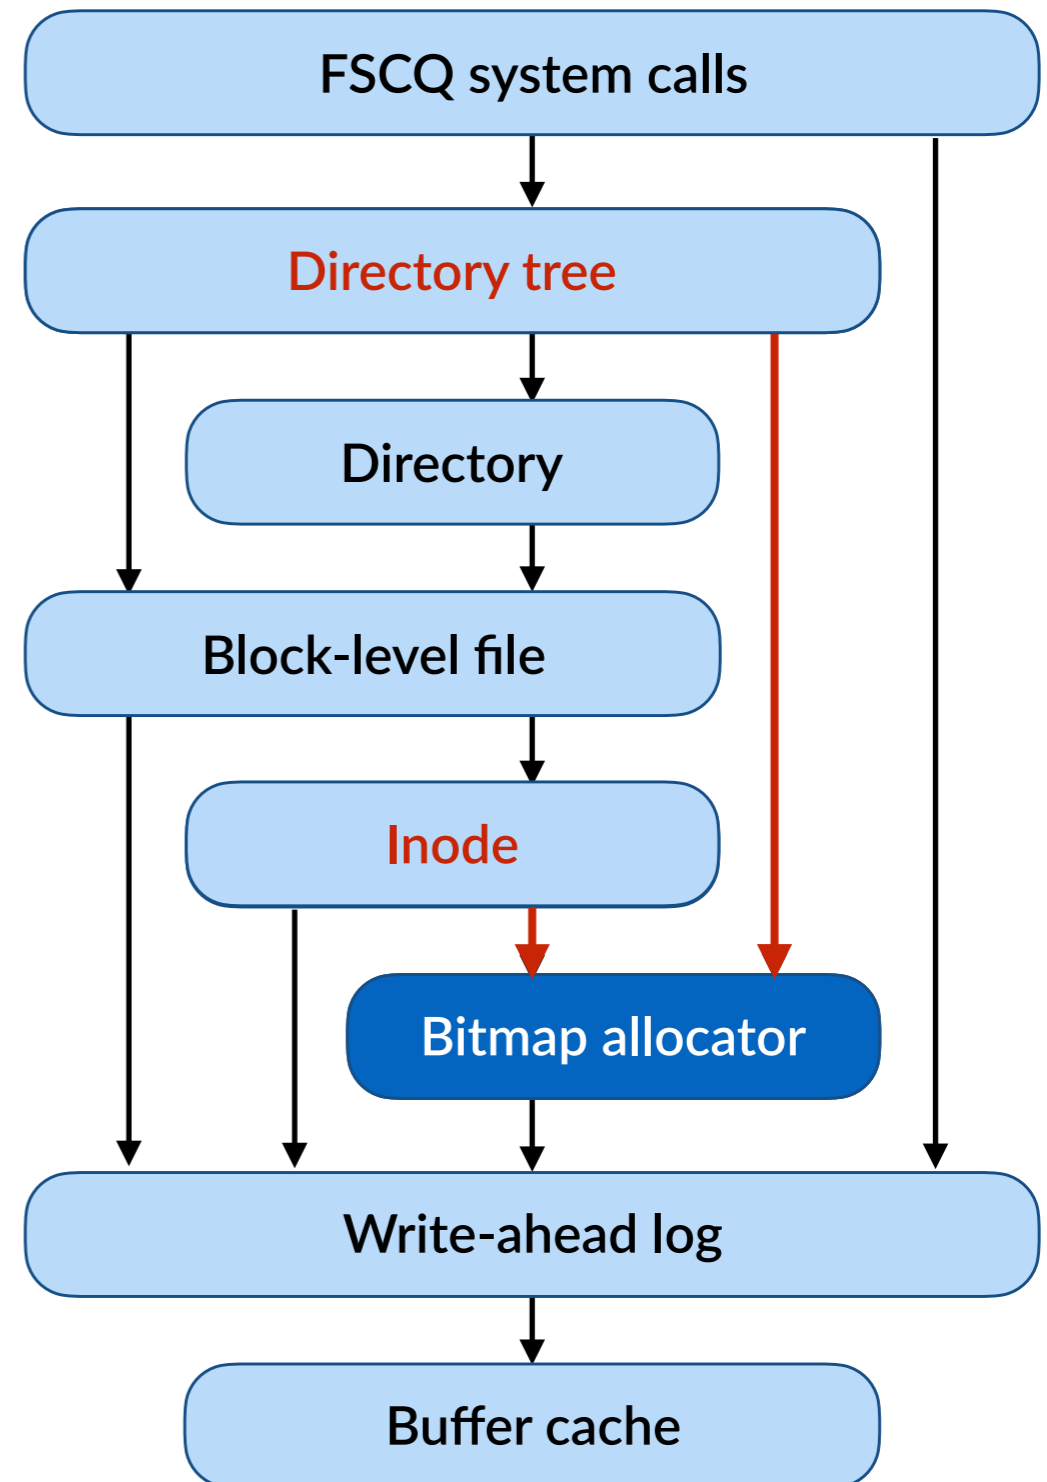 FSCQ system calls
Directory tree
Directory
Block-level file
Inode
Bitmap allocator
Write-ahead log
Buffer cache